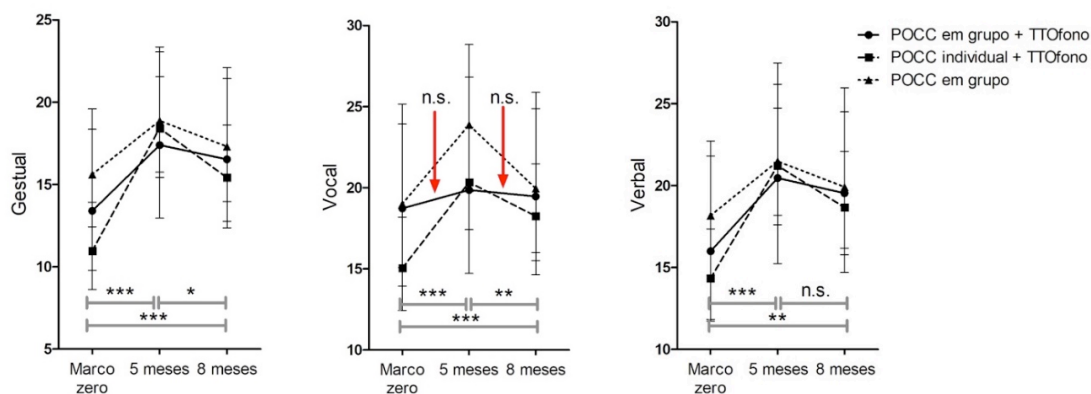 25
20
15
10
5
Gestual
***
*
***
Marco zero
5 meses
8 meses
30
25
20
15
10
Vocal
n.s.
n.s.
***
**
***
Marco zero
5 meses
8 meses
30
25
20
15
10
Verbal
***
n.s.
**
Marco zero
5 meses
8 meses
POCC em grupo + TTOfono
POCC individual + TTOfono
POCC em grupo